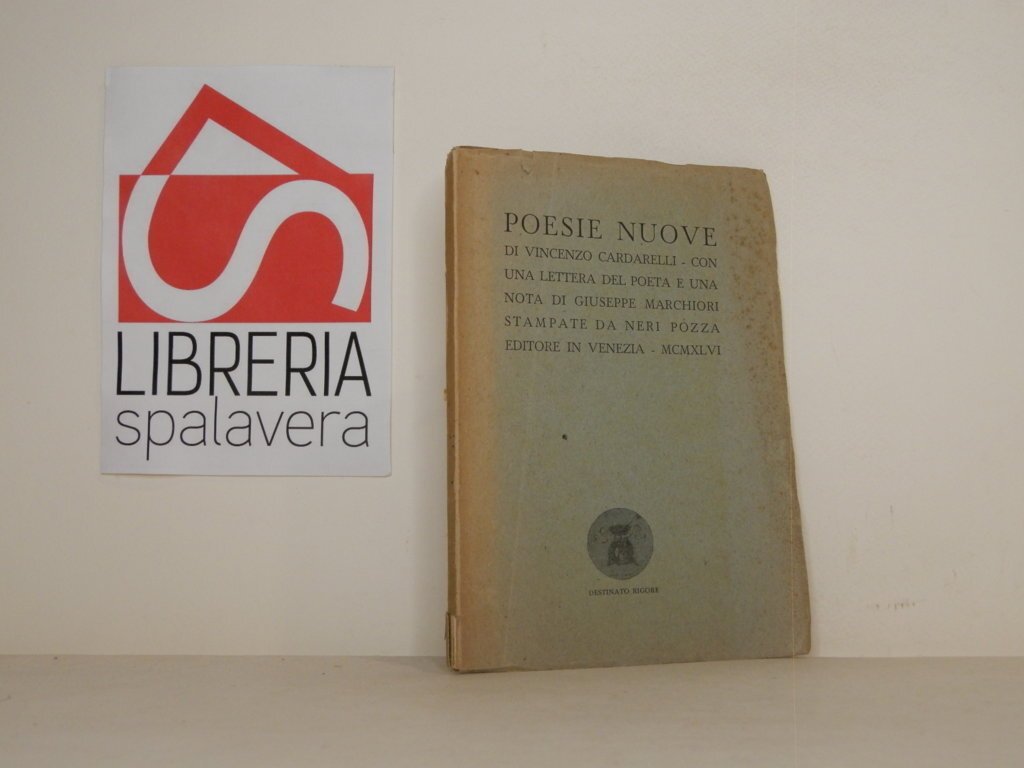 LIBRERIA
spalavera
POESIE NUOVE
DI VINCENZO CARDARELLI - CON
UNA LETTERA DEL POETA E UNA
NOTA DI GIUSEPPE MARCHIORI
STAMPATE DA NERI POZZA
EDITORE IN VENEZIA - MCMXLVI
DESTINATO RIGORE